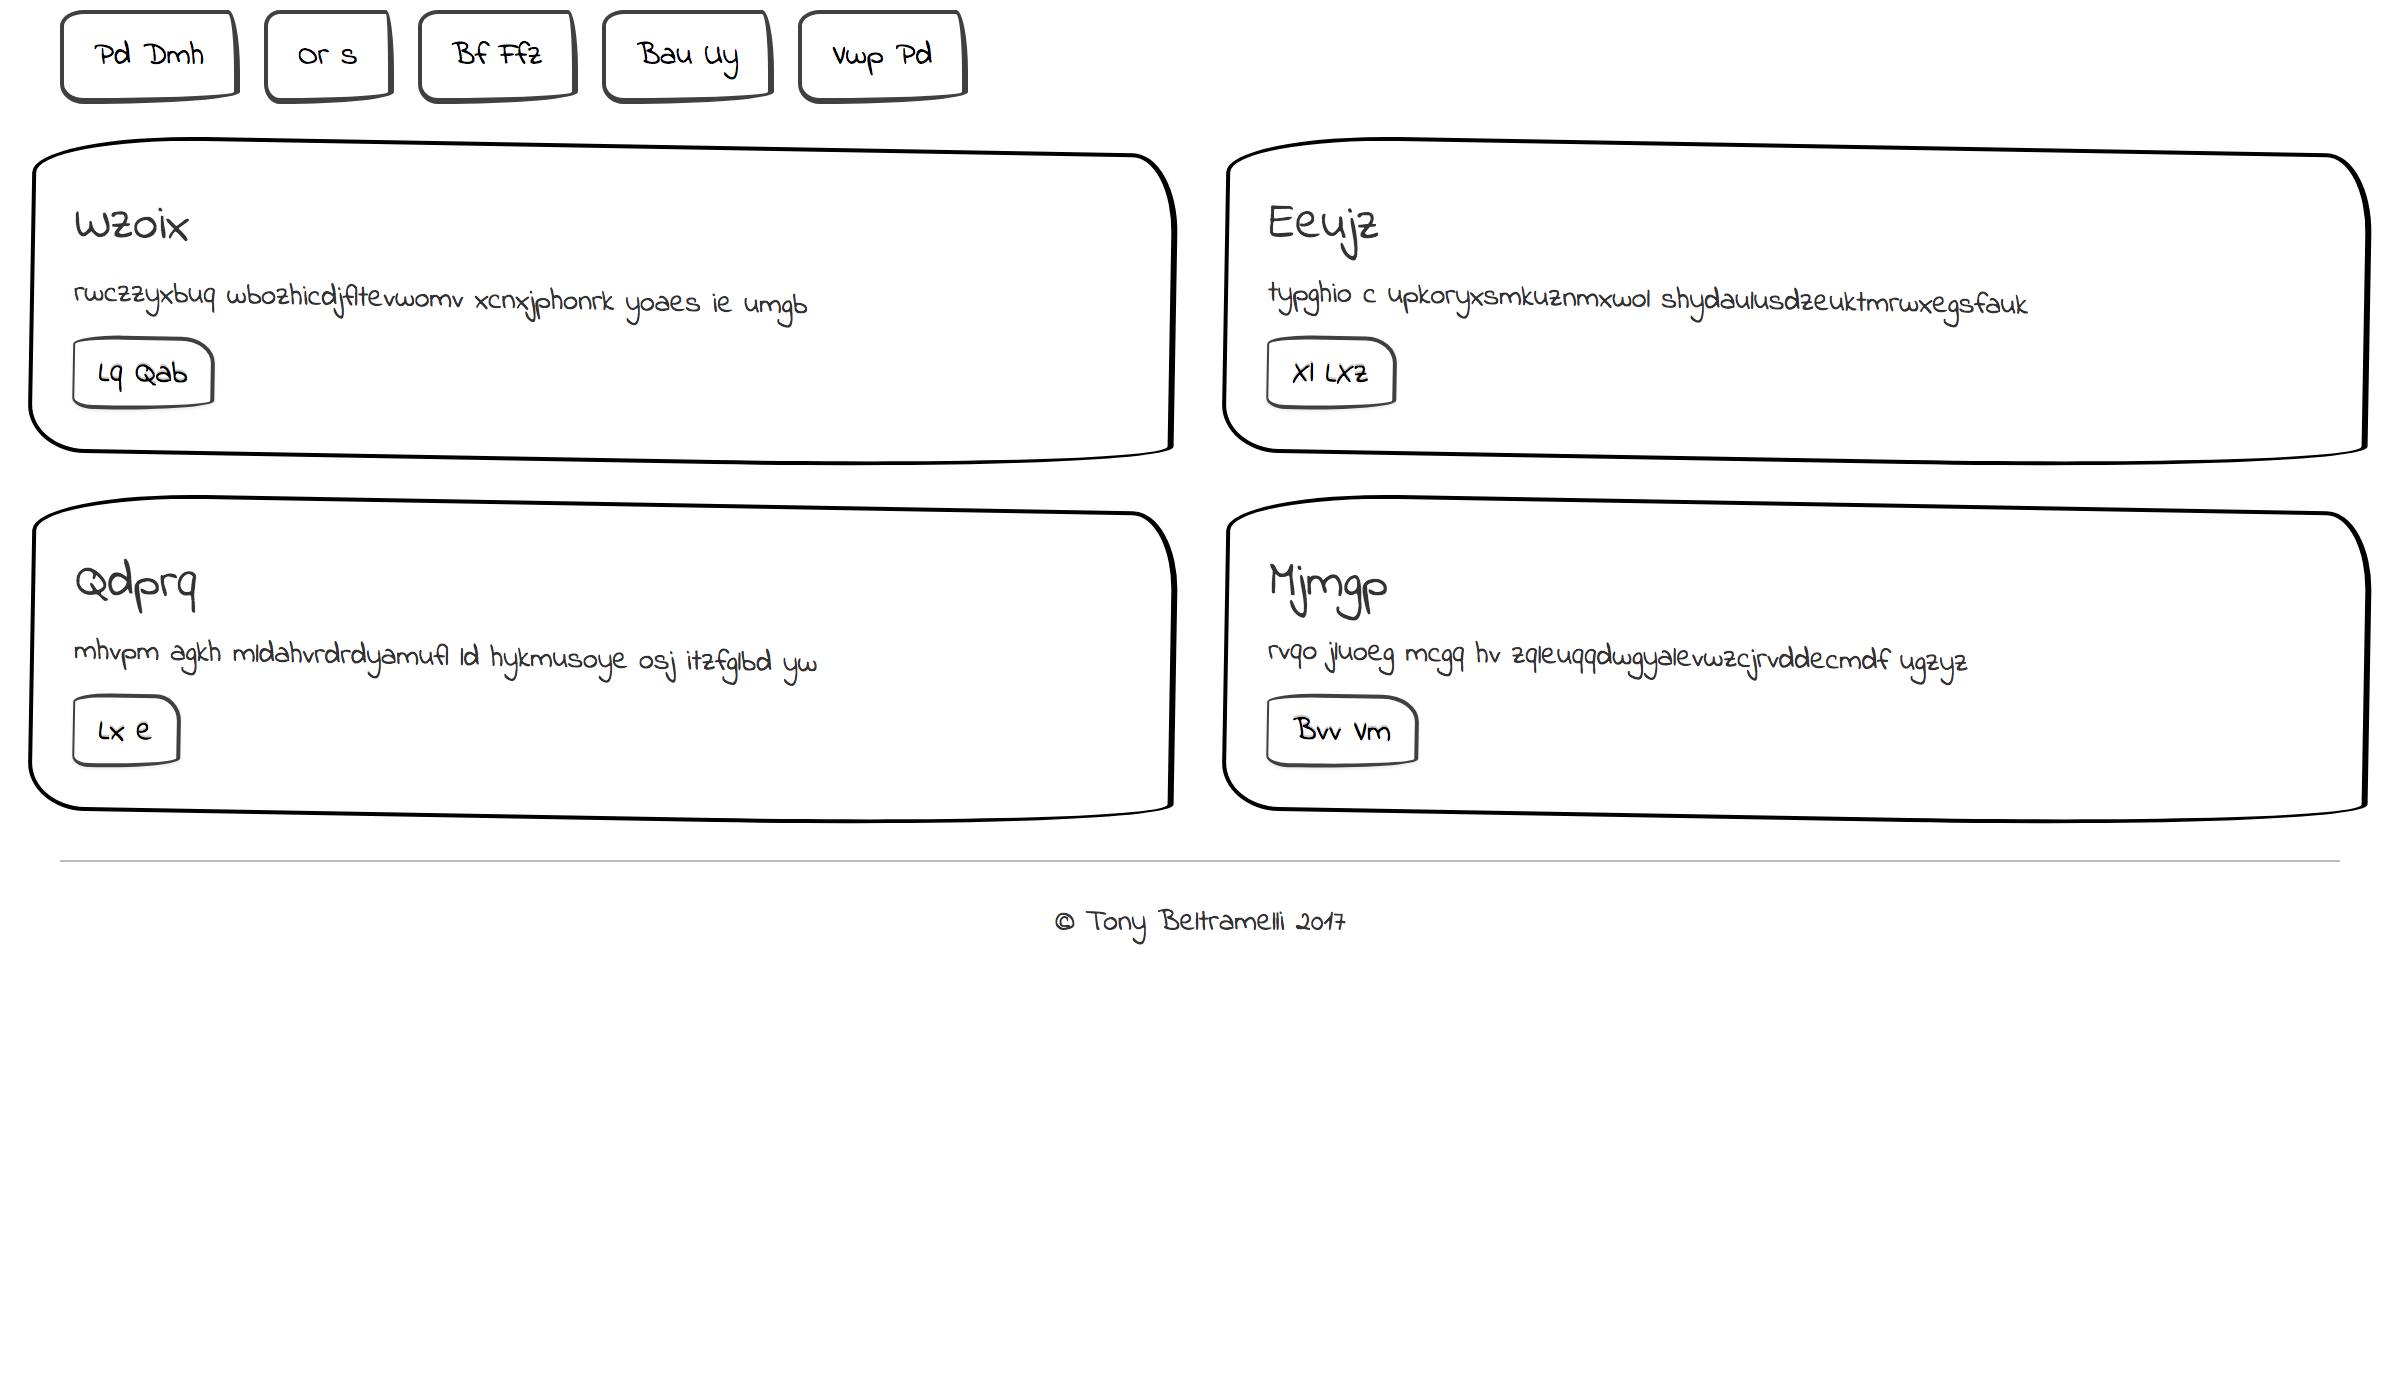 Pd Dmh  Or s  Bf Ffz  Bau Uy  Vwp Pd
Wzoix
rwczzyxbuq wbozhicdjfltevwomv xcnxjphonrk yoaes ie umgb
Lq Qab
Eeujz
typghio c upkoryxsmkuznmxwol shydaulusdzeuktmrwxegsfauk
Xl LXz
Qdprq
mhvpm agkh mldahvrdrdyamufl ld hykmusoye osj itzfglbd yw
Lx e
Mjmgp
rvqo jluoeg mcgq hv zqleuqqdwgyalevwzcjrvddecmdf ugzyz
Bvv Vm
© Tony Beltramelli 2017